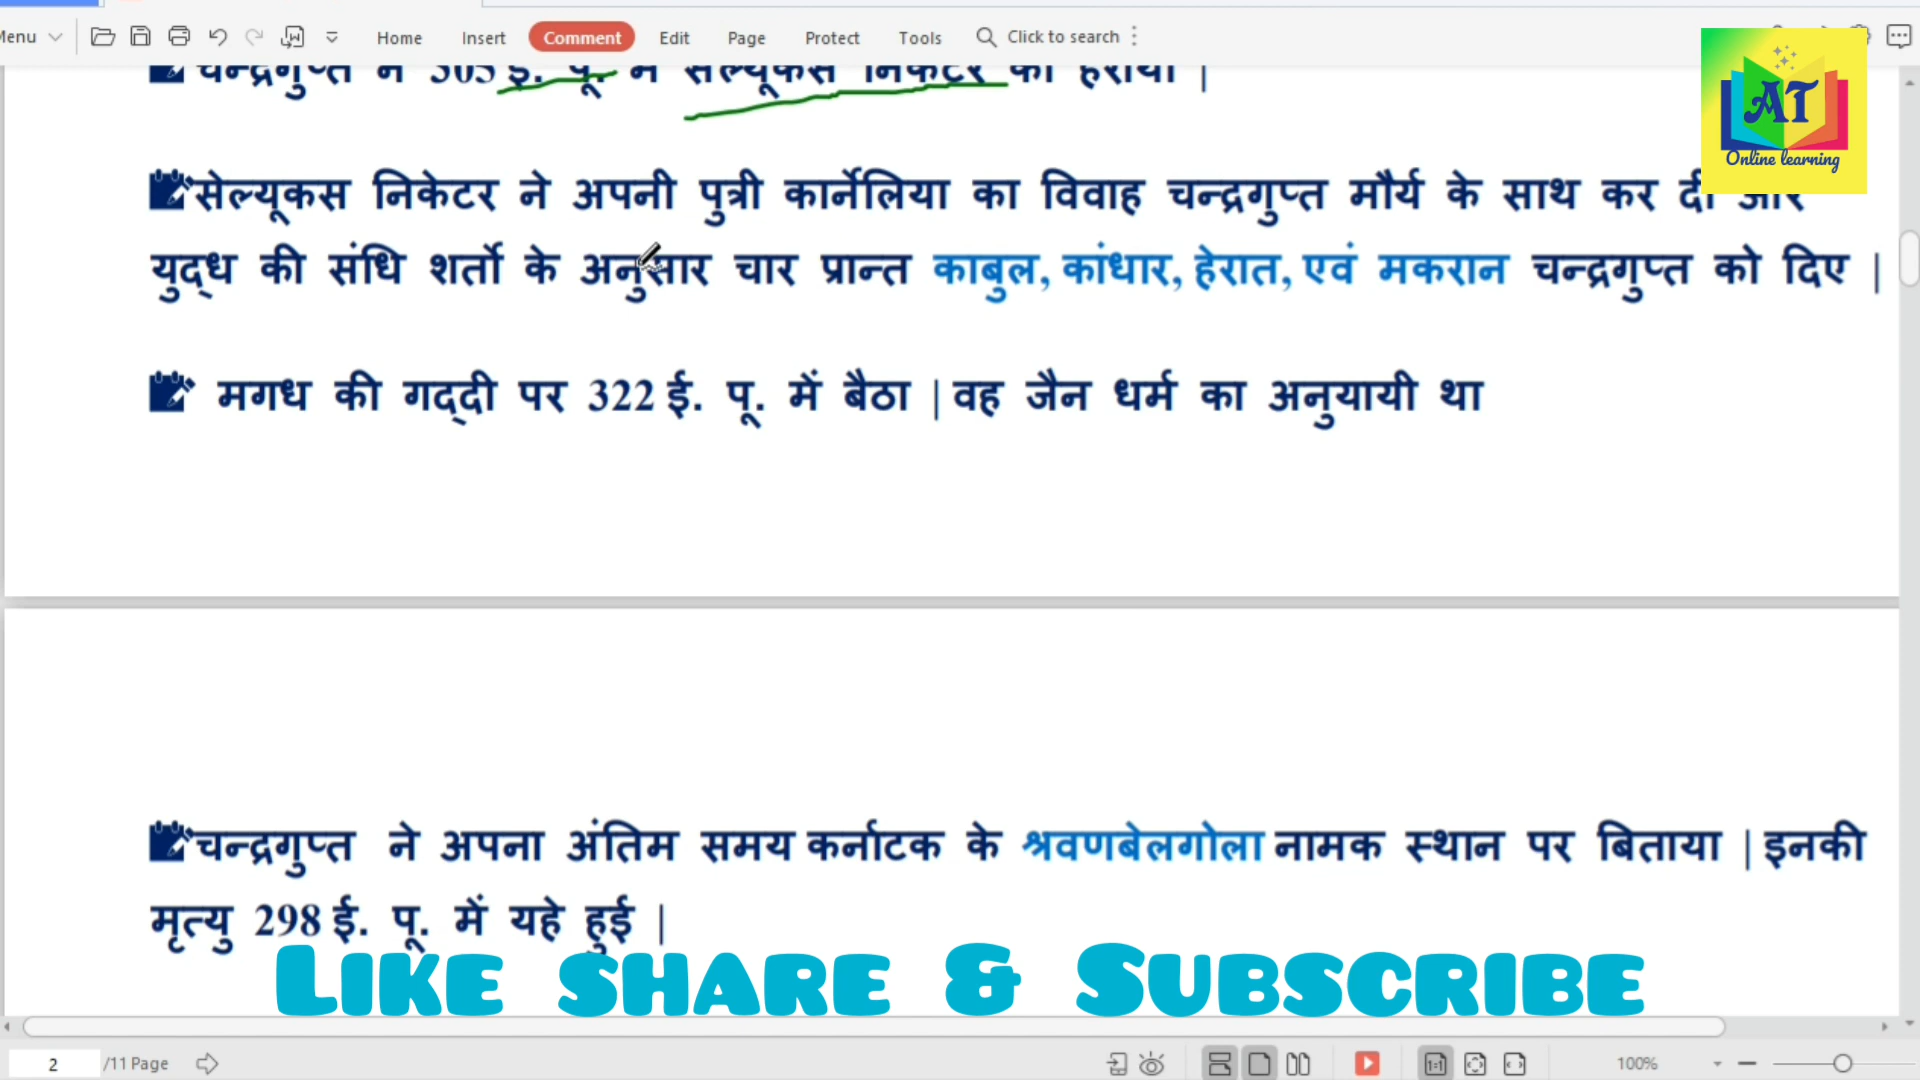 Menu Home Insert Comment Edit Page Protect Tools Click to search
चन्द्रगुप्त ने 305 ई. पू. में सेल्यूकस निकेटर को हराया |
AT
Online learning
सेल्यूकस निकेटर ने अपनी पुत्री कार्नेलिया का विवाह चन्द्रगुप्त मौर्य के साथ कर दी और
युद्ध की संधि शर्तो के अनुसार चार प्रान्त काबुल, कांधार, हेरात, एवं मकरान चन्द्रगुप्त को दिए |
मगध की गद्दी पर 322 ई. पू. में बैठा | वह जैन धर्म का अनुयायी था
चन्द्रगुप्त ने अपना अंतिम समय कर्नाटक के श्रवणबेलगोला नामक स्थान पर बिताया | इनकी
मृत्यु 298 ई. पू. में यहे हुई |
LIKE SHARE & SUBSCRIBE
2 /11 Page 100%